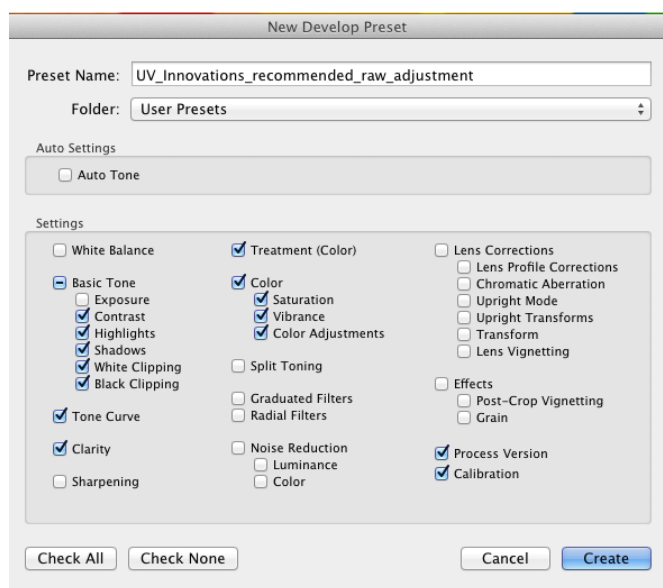 New Develop Preset
Preset Name: UV_Innovations_recommended_raw_adjustment
Folder: User Presets
Auto Settings
Auto Tone
Settings
White Balance
Basic Tone
Exposure
Contrast
Highlights
Shadows
White Clipping
Black Clipping
Tone Curve
Clarity
Sharpening
Treatment (Color)
Color
Saturation
Vibrance
Color Adjustments
Split Toning
Graduated Filters
Radial Filters
Noise Reduction
Luminance
Color
Lens Corrections
Lens Profile Corrections
Chromatic Aberration
Upright Mode
Upright Transforms
Transform
Lens Vignetting
Effects
Post-Crop Vignetting
Grain
Process Version
Calibration
Check All Check None Cancel Create